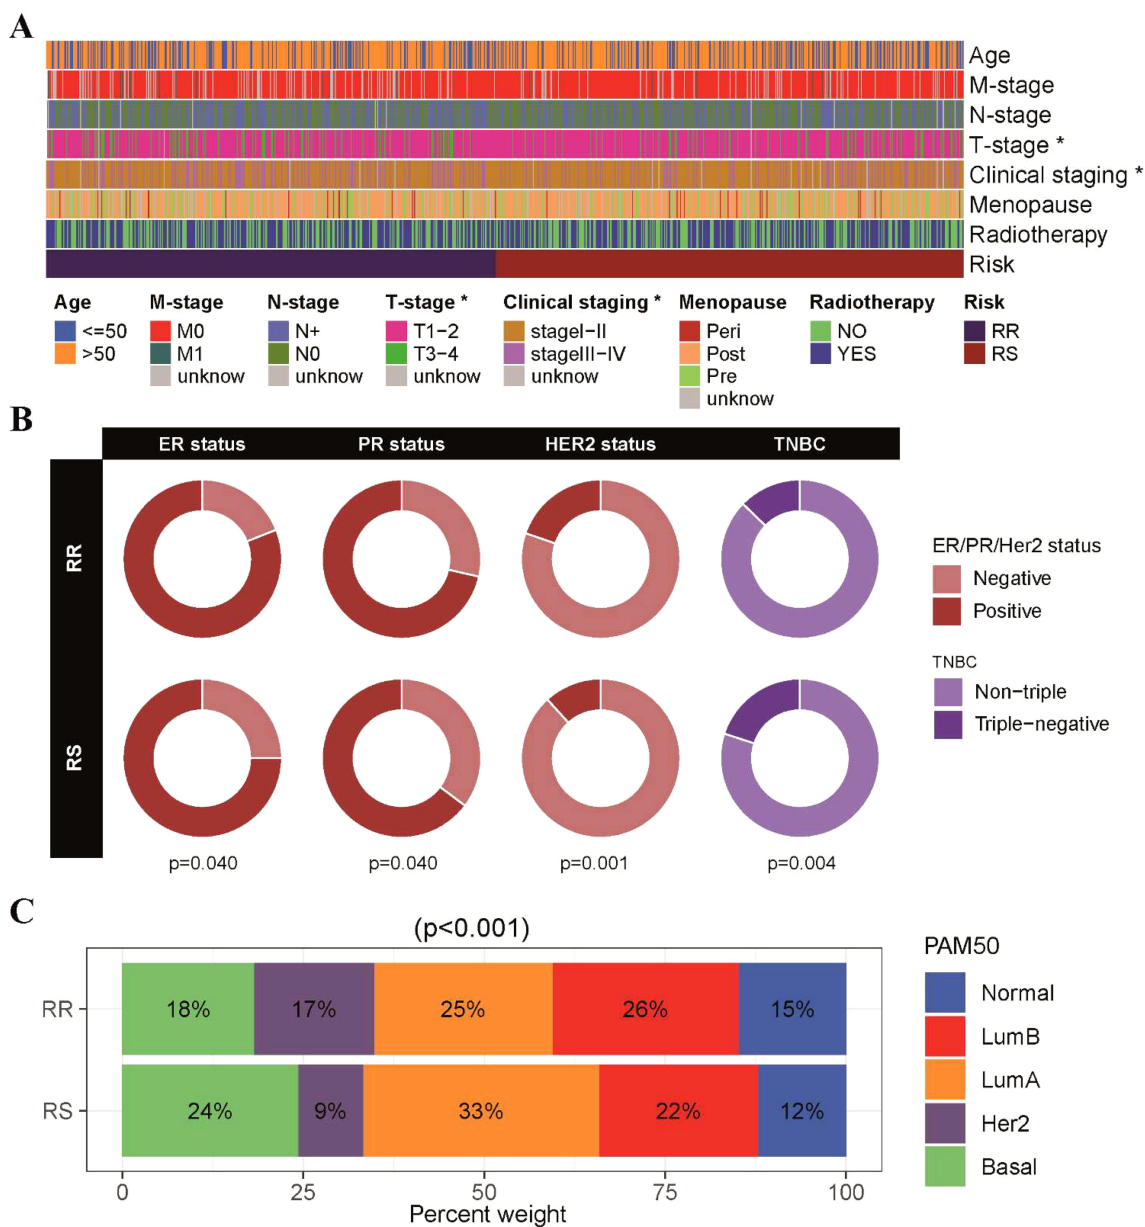 A
Age
M-stage
N-stage
T-stage *
Clinical staging *
Menopause
Radiotherapy
Risk
Age
<=50
>50
M-stage
M0
M1
unknow
N-stage
N+
N0
unknow
T-stage *
T1-2
T3-4
unknow
Clinical staging *
stageI-II
stageIII-IV
unknow
Menopause
Peri
Post
Pre
unknow
Radiotherapy
NO
YES
Risk
RR
RS
B
ER status PR status HER2 status TNBC
RR
RS
p=0.040 p=0.040 p=0.001 p=0.004
ER/PR/Her2 status
Negative
Positive
TNBC
Non-triple
Triple-negative
C
(p<0.001)
RR 18% 17% 25% 26% 15%
RS 24% 9% 33% 22% 12%
0 25 50 75 100
Percent weight
PAM50
Normal
LumB
LumA
Her2
Basal